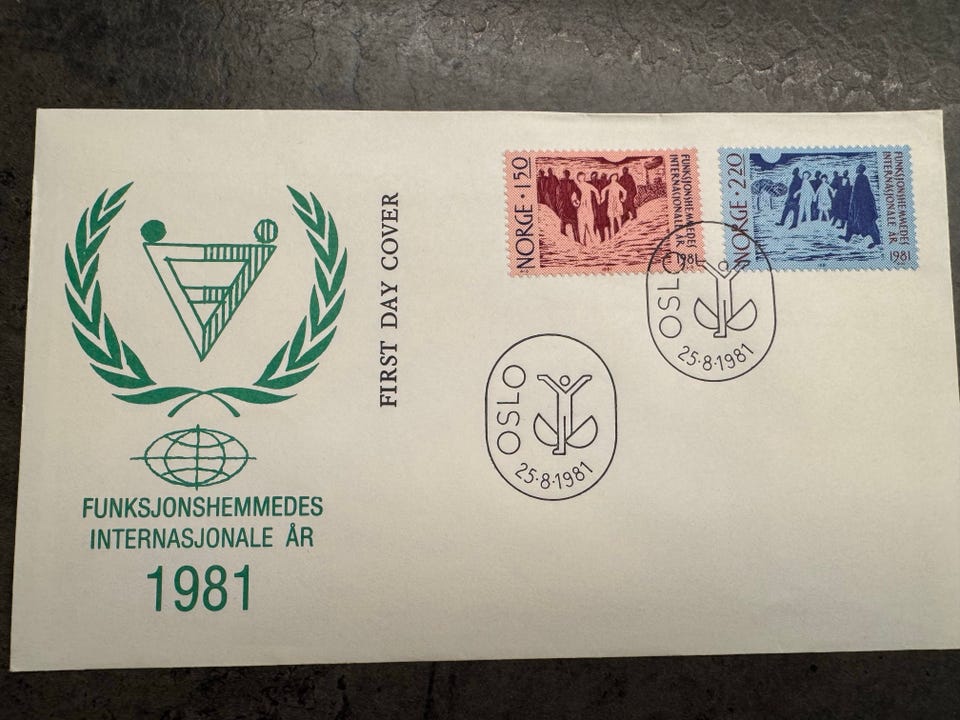 FUNKSJONSHEMMEDES
INTERNASJONALE ÅR
1981
FIRST DAY COVER
NORGE · 1 50
FUNKSJONSHEMMEDES
INTERNASJONALE ÅR
1981
NORGE · 2 20
FUNKSJONSHEMMEDES
INTERNASJONALE ÅR
1981
OSLO
25·8·1981
OSLO
25·8·1981